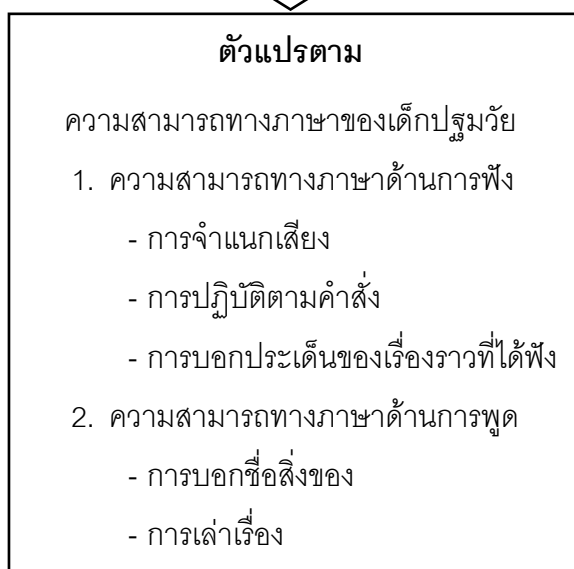 ตัวแปรตาม
ความสามารถทางภาษาของเด็กปฐมวัย
1. ความสามารถทางภาษาด้านการฟัง
- การจำแนกเสียง
- การปฏิบัติตามคำสั่ง
- การบอกประเด็นของเรื่องราวที่ได้ฟัง
2. ความสามารถทางภาษาด้านการพูด
- การบอกชื่อสิ่งของ
- การเล่าเรื่อง